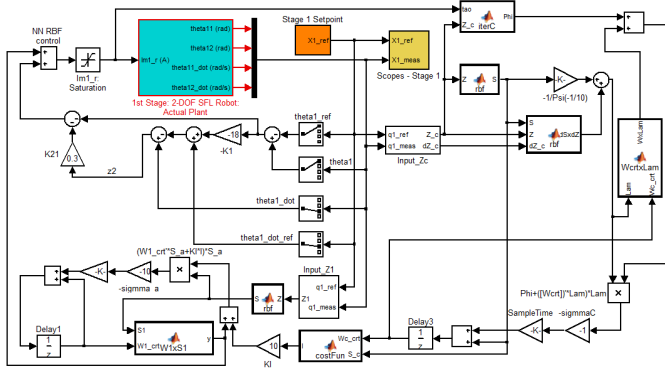 NN RBF
control
Im1_r:
Saturation
Im1_r (A)
theta11 (rad)
theta12 (rad)
theta11_dot (rad/s)
theta12_dot (rad/s)
1st Stage: 2-DOF SFL Robot:
Actual Plant
Stage 1 Setpoint
X1_ref
X1_ref
X1_meas
Scopes - Stage 1
tao
Z_c
Phi
iterC
Z
rbf
S
-K-
-1/Psi(-1/10)
S
Z
dZ_c
dSxdZ
rbf
WxLam
WcrtxLam
Lam
Wc_crt
q1_ref
q1_meas
Z_c
dZ_c
Input_Zc
K21
0.3
z2
-18
-K1
theta1_ref
theta1
theta1_dot
theta1_dot_ref
(W1_crt'*S_a+KI*I)*S_a
-K-
-10
-sigmma_a
Input_Z1
q1_ref
q1_meas
Z1
S
Z
rbf
Delay1
1
z
S1
W1_crt
y
W1xS1
10
KI
I
Wc_crt
S_c
costFun
Delay3
1
z
SampleTime
-K-
-sigmmaC
-1
Phi+([Wcrt])*Lam)*Lam